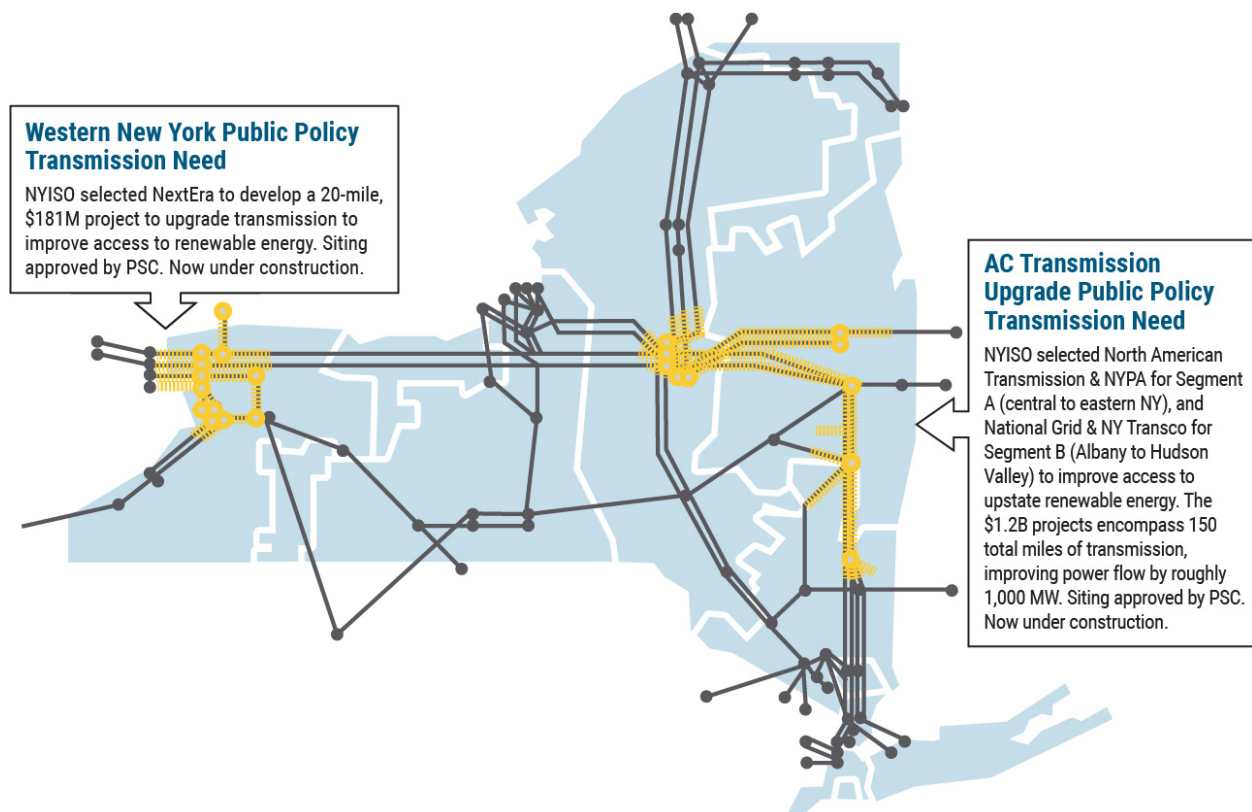 Western New York Public Policy
Transmission Need
NYISO selected NextEra to develop a 20-mile,
$181M project to upgrade transmission to
improve access to renewable energy. Siting
approved by PSC. Now under construction.
AC Transmission
Upgrade Public Policy
Transmission Need
NYISO selected North American
Transmission & NYPA for Segment
A (central to eastern NY), and
National Grid & NY Transco for
Segment B (Albany to Hudson
Valley) to improve access to
upstate renewable energy. The
$1.2B projects encompass 150
total miles of transmission,
improving power flow by roughly
1,000 MW. Siting approved by PSC.
Now under construction.